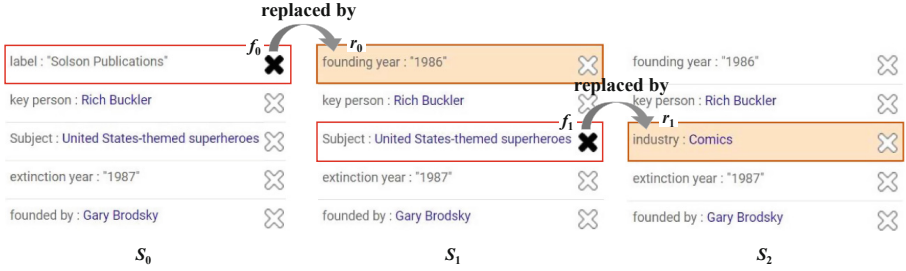 replaced by
f0
r0
label : "Solson Publications"
key person : Rich Buckler
Subject : United States-themed superheroes
extinction year : "1987"
founded by : Gary Brodsky
S0
founding year : "1986"
key person : Rich Buckler
Subject : United States-themed superheroes
extinction year : "1987"
founded by : Gary Brodsky
S1
replaced by
f1
r1
founding year : "1986"
key person : Rich Buckler
industry : Comics
extinction year : "1987"
founded by : Gary Brodsky
S2